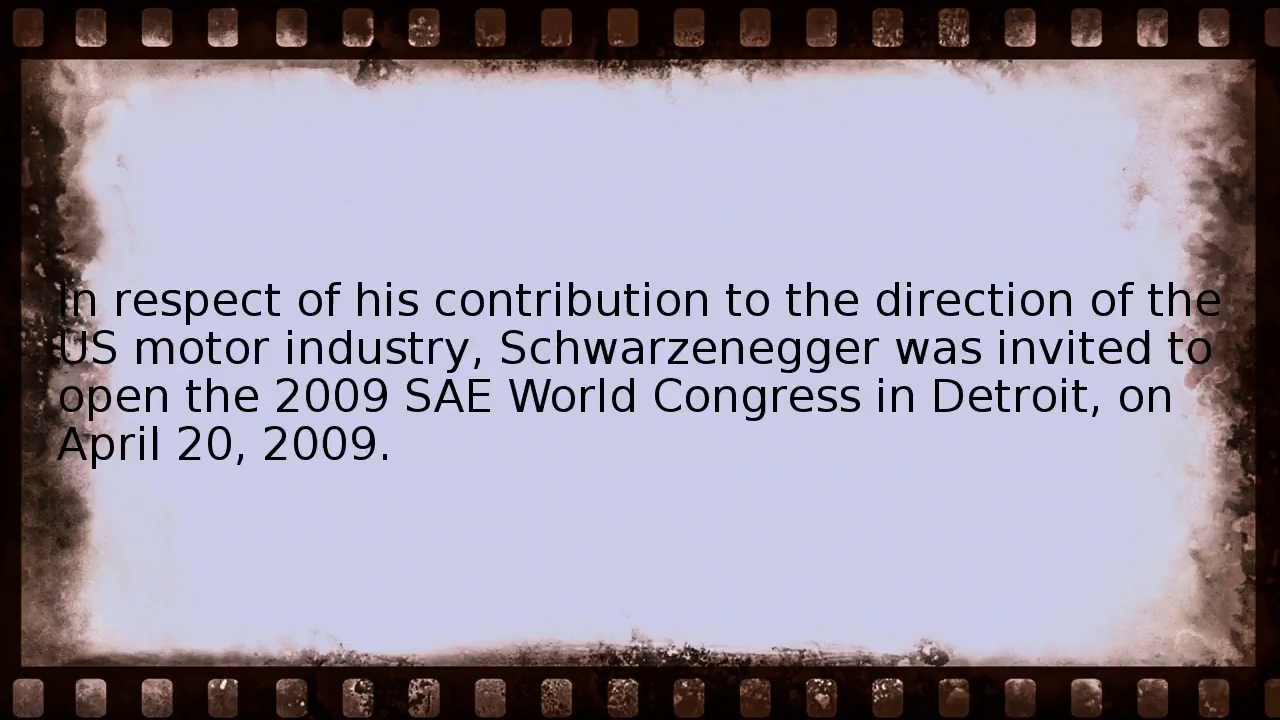 In respect of his contribution to the direction of the
US motor industry, Schwarzenegger was invited to
open the 2009 SAE World Congress in Detroit, on
April 20, 2009.